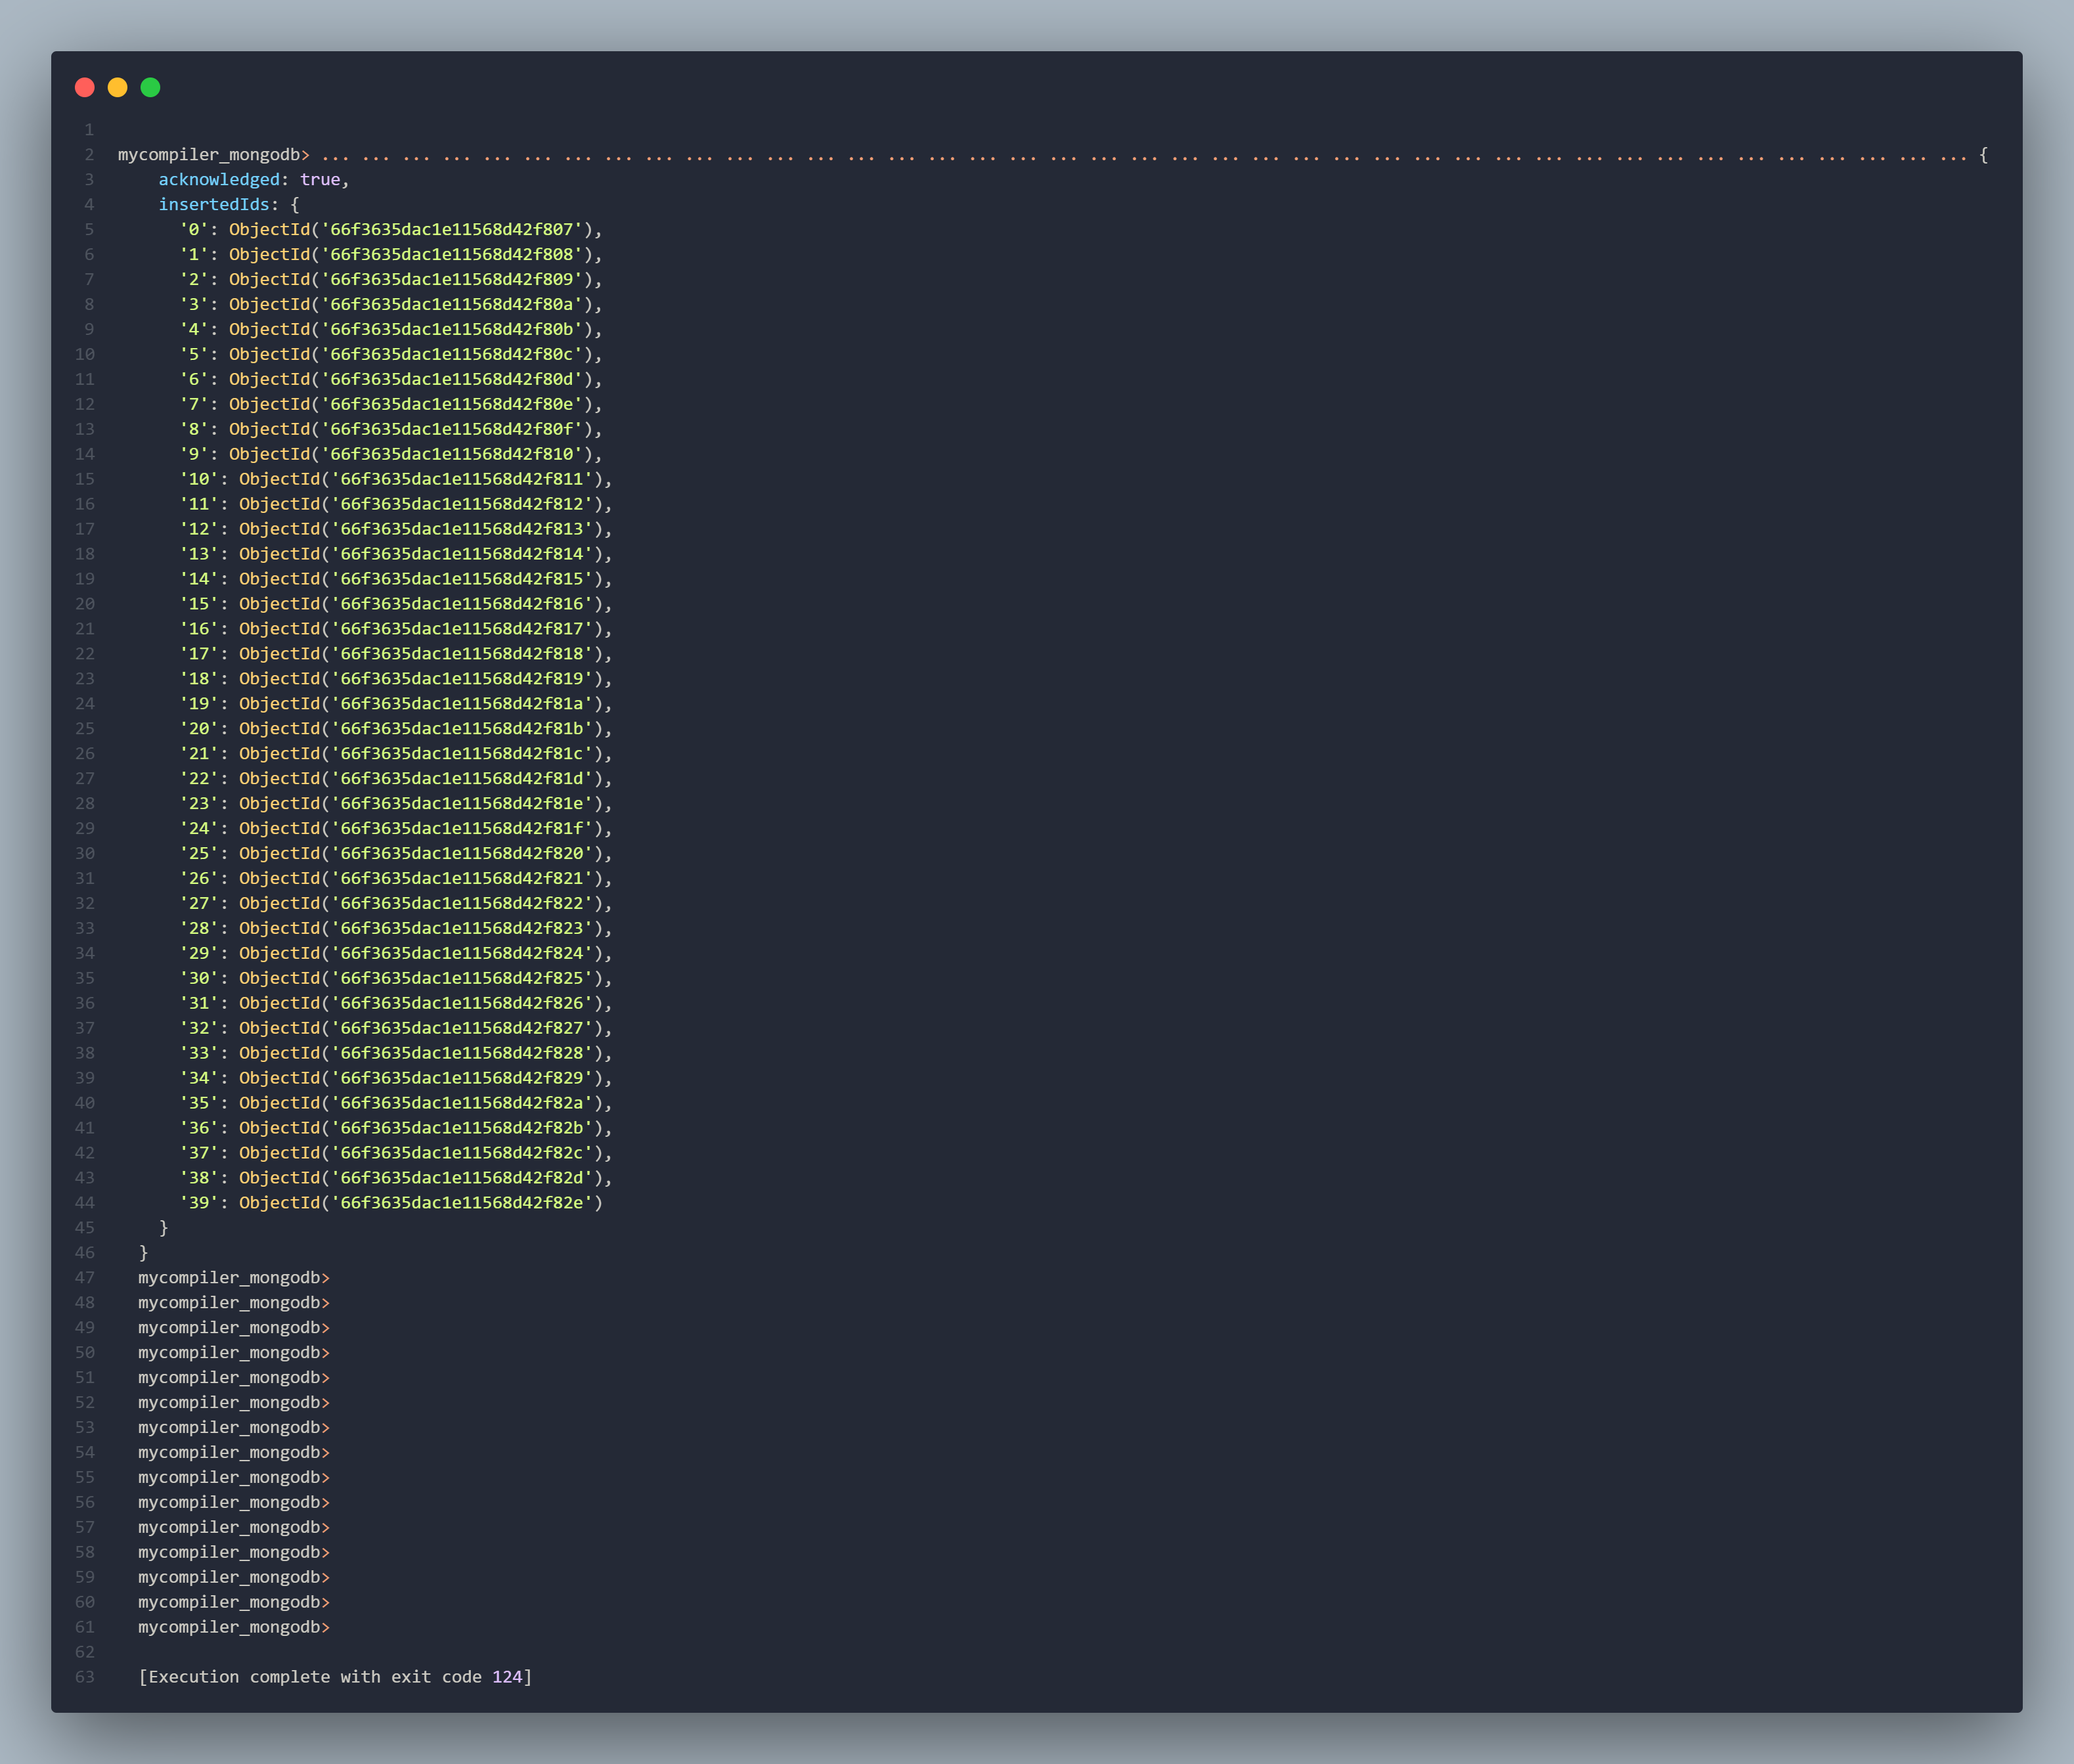 1
2 mycompiler_mongodb> ... ... ... ... ... ... ... ... ... ... ... ... ... ... ... ... ... ... ... ... ... ... ... ... ... ... ... ... ... ... ... ... ... ... ... ... ... ... ... ... ... {
3 acknowledged: true,
4 insertedIds: {
5 '0': ObjectId('66f3635dac1e11568d42f807'),
6 '1': ObjectId('66f3635dac1e11568d42f808'),
7 '2': ObjectId('66f3635dac1e11568d42f809'),
8 '3': ObjectId('66f3635dac1e11568d42f80a'),
9 '4': ObjectId('66f3635dac1e11568d42f80b'),
10 '5': ObjectId('66f3635dac1e11568d42f80c'),
11 '6': ObjectId('66f3635dac1e11568d42f80d'),
12 '7': ObjectId('66f3635dac1e11568d42f80e'),
13 '8': ObjectId('66f3635dac1e11568d42f80f'),
14 '9': ObjectId('66f3635dac1e11568d42f810'),
15 '10': ObjectId('66f3635dac1e11568d42f811'),
16 '11': ObjectId('66f3635dac1e11568d42f812'),
17 '12': ObjectId('66f3635dac1e11568d42f813'),
18 '13': ObjectId('66f3635dac1e11568d42f814'),
19 '14': ObjectId('66f3635dac1e11568d42f815'),
20 '15': ObjectId('66f3635dac1e11568d42f816'),
21 '16': ObjectId('66f3635dac1e11568d42f817'),
22 '17': ObjectId('66f3635dac1e11568d42f818'),
23 '18': ObjectId('66f3635dac1e11568d42f819'),
24 '19': ObjectId('66f3635dac1e11568d42f81a'),
25 '20': ObjectId('66f3635dac1e11568d42f81b'),
26 '21': ObjectId('66f3635dac1e11568d42f81c'),
27 '22': ObjectId('66f3635dac1e11568d42f81d'),
28 '23': ObjectId('66f3635dac1e11568d42f81e'),
29 '24': ObjectId('66f3635dac1e11568d42f81f'),
30 '25': ObjectId('66f3635dac1e11568d42f820'),
31 '26': ObjectId('66f3635dac1e11568d42f821'),
32 '27': ObjectId('66f3635dac1e11568d42f822'),
33 '28': ObjectId('66f3635dac1e11568d42f823'),
34 '29': ObjectId('66f3635dac1e11568d42f824'),
35 '30': ObjectId('66f3635dac1e11568d42f825'),
36 '31': ObjectId('66f3635dac1e11568d42f826'),
37 '32': ObjectId('66f3635dac1e11568d42f827'),
38 '33': ObjectId('66f3635dac1e11568d42f828'),
39 '34': ObjectId('66f3635dac1e11568d42f829'),
40 '35': ObjectId('66f3635dac1e11568d42f82a'),
41 '36': ObjectId('66f3635dac1e11568d42f82b'),
42 '37': ObjectId('66f3635dac1e11568d42f82c'),
43 '38': ObjectId('66f3635dac1e11568d42f82d'),
44 '39': ObjectId('66f3635dac1e11568d42f82e')
45 }
46 }
47 mycompiler_mongodb>
48 mycompiler_mongodb>
49 mycompiler_mongodb>
50 mycompiler_mongodb>
51 mycompiler_mongodb>
52 mycompiler_mongodb>
53 mycompiler_mongodb>
54 mycompiler_mongodb>
55 mycompiler_mongodb>
56 mycompiler_mongodb>
57 mycompiler_mongodb>
58 mycompiler_mongodb>
59 mycompiler_mongodb>
60 mycompiler_mongodb>
61 mycompiler_mongodb>
62
63 [Execution complete with exit code 124]